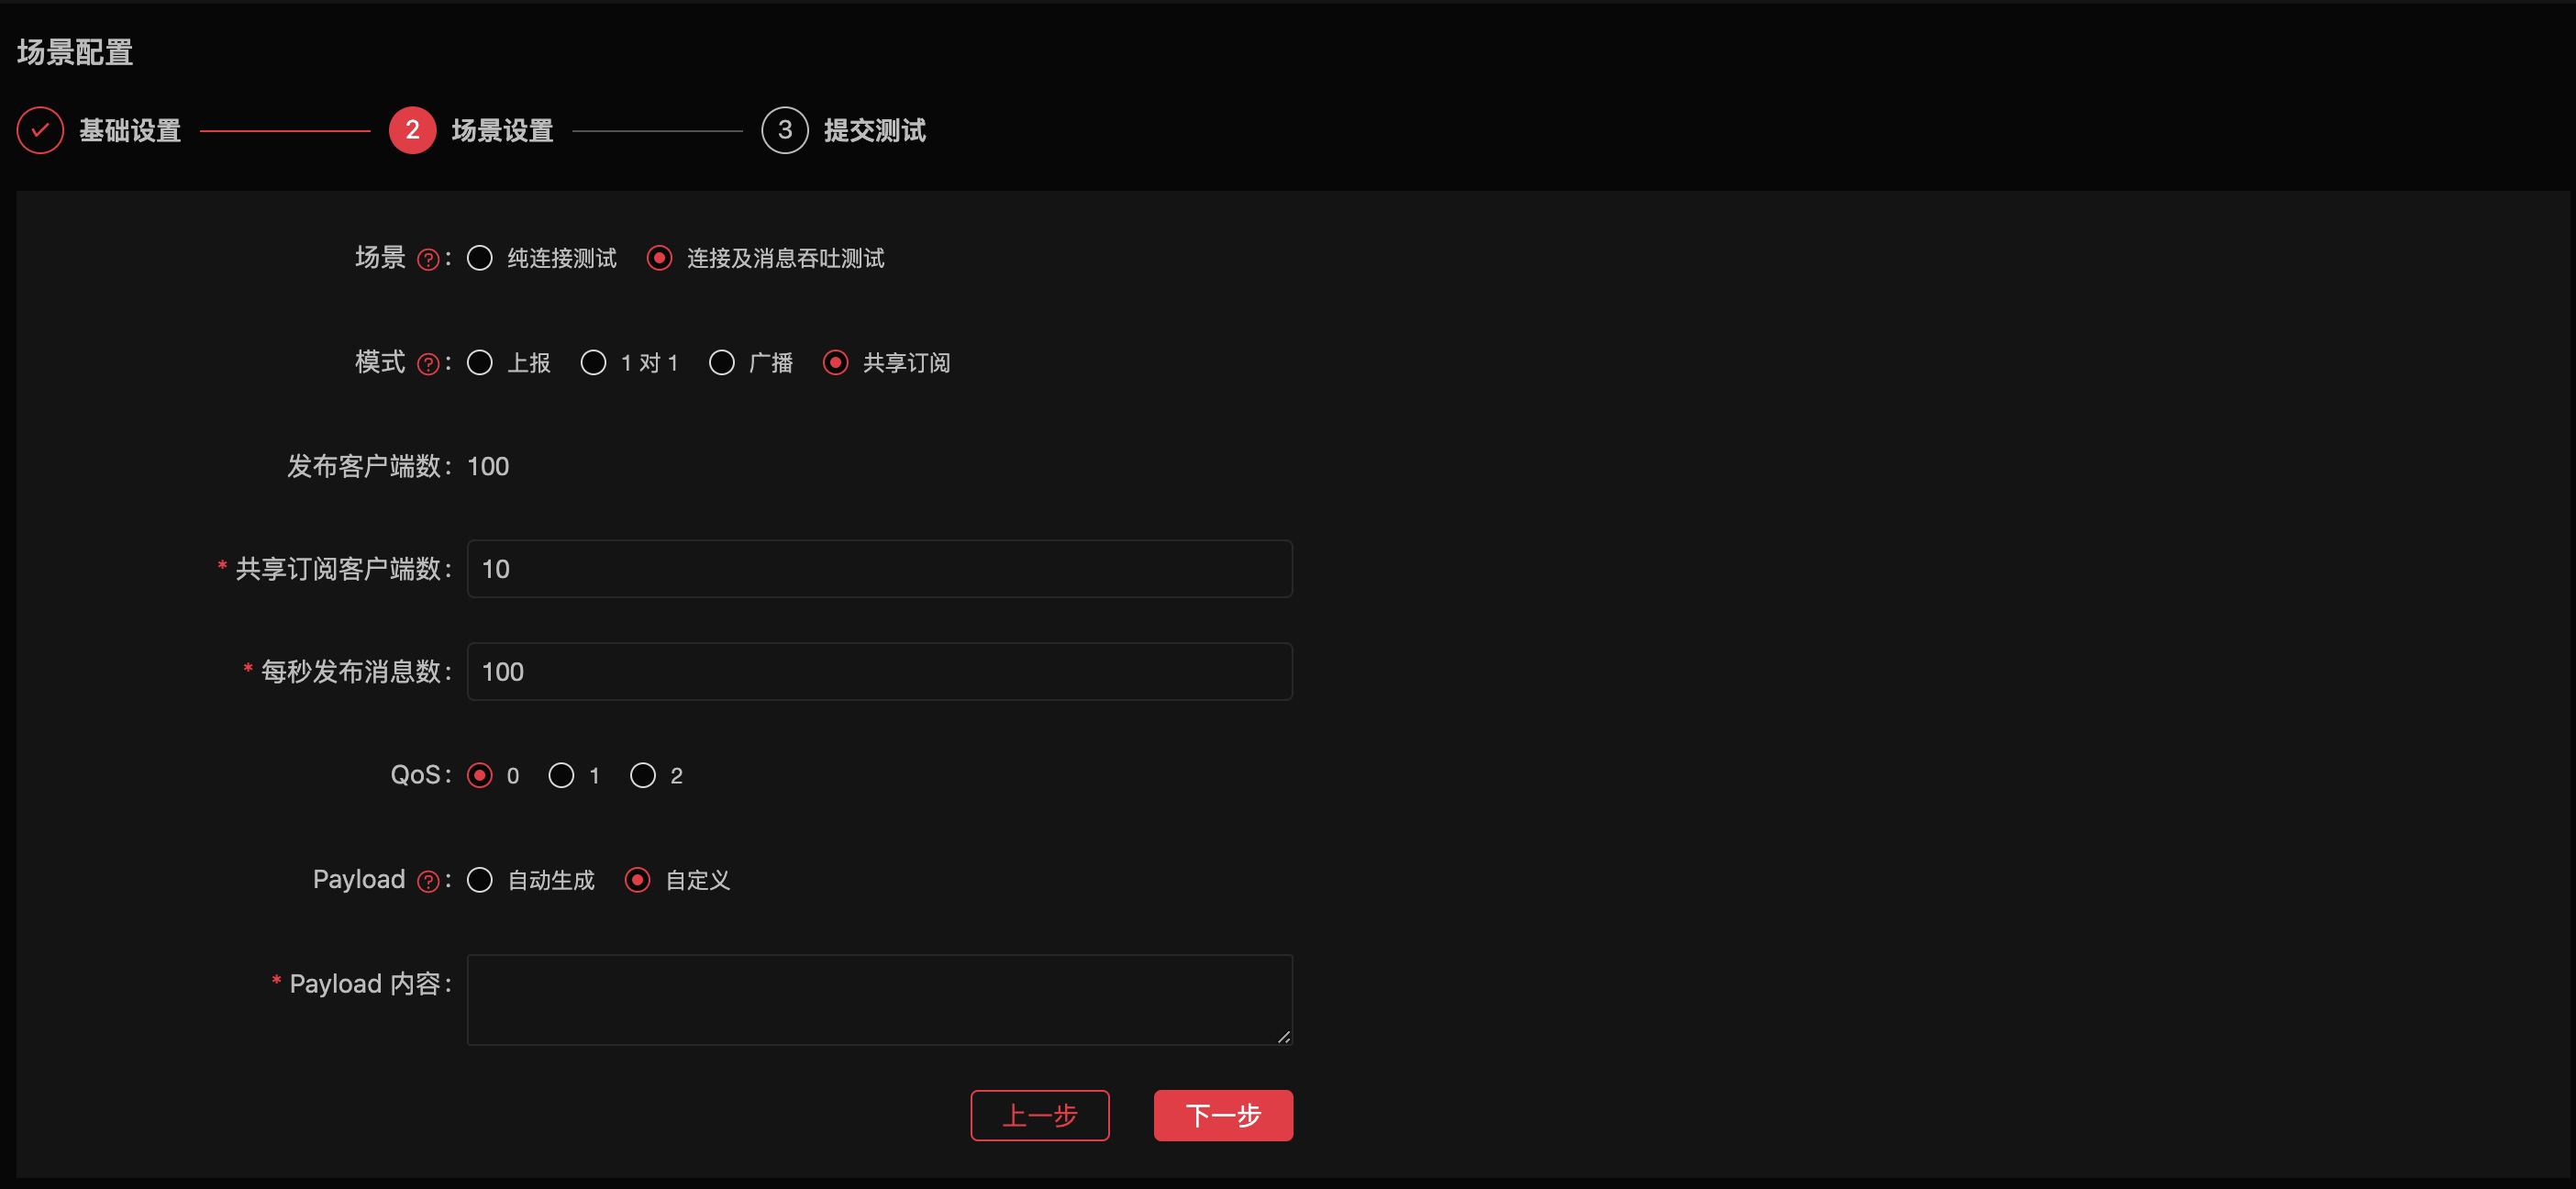 场景配置
基础设置 2 场景设置 3 提交测试
场景 ? : 纯连接测试 连接及消息吞吐测试
模式 ? : 上报 1 对 1 广播 共享订阅
发布客户端数 : 100
* 共享订阅客户端数 : 10
* 每秒发布消息数 : 100
QoS : 0 1 2
Payload ? : 自动生成 自定义
* Payload 内容 :
上一步 下一步